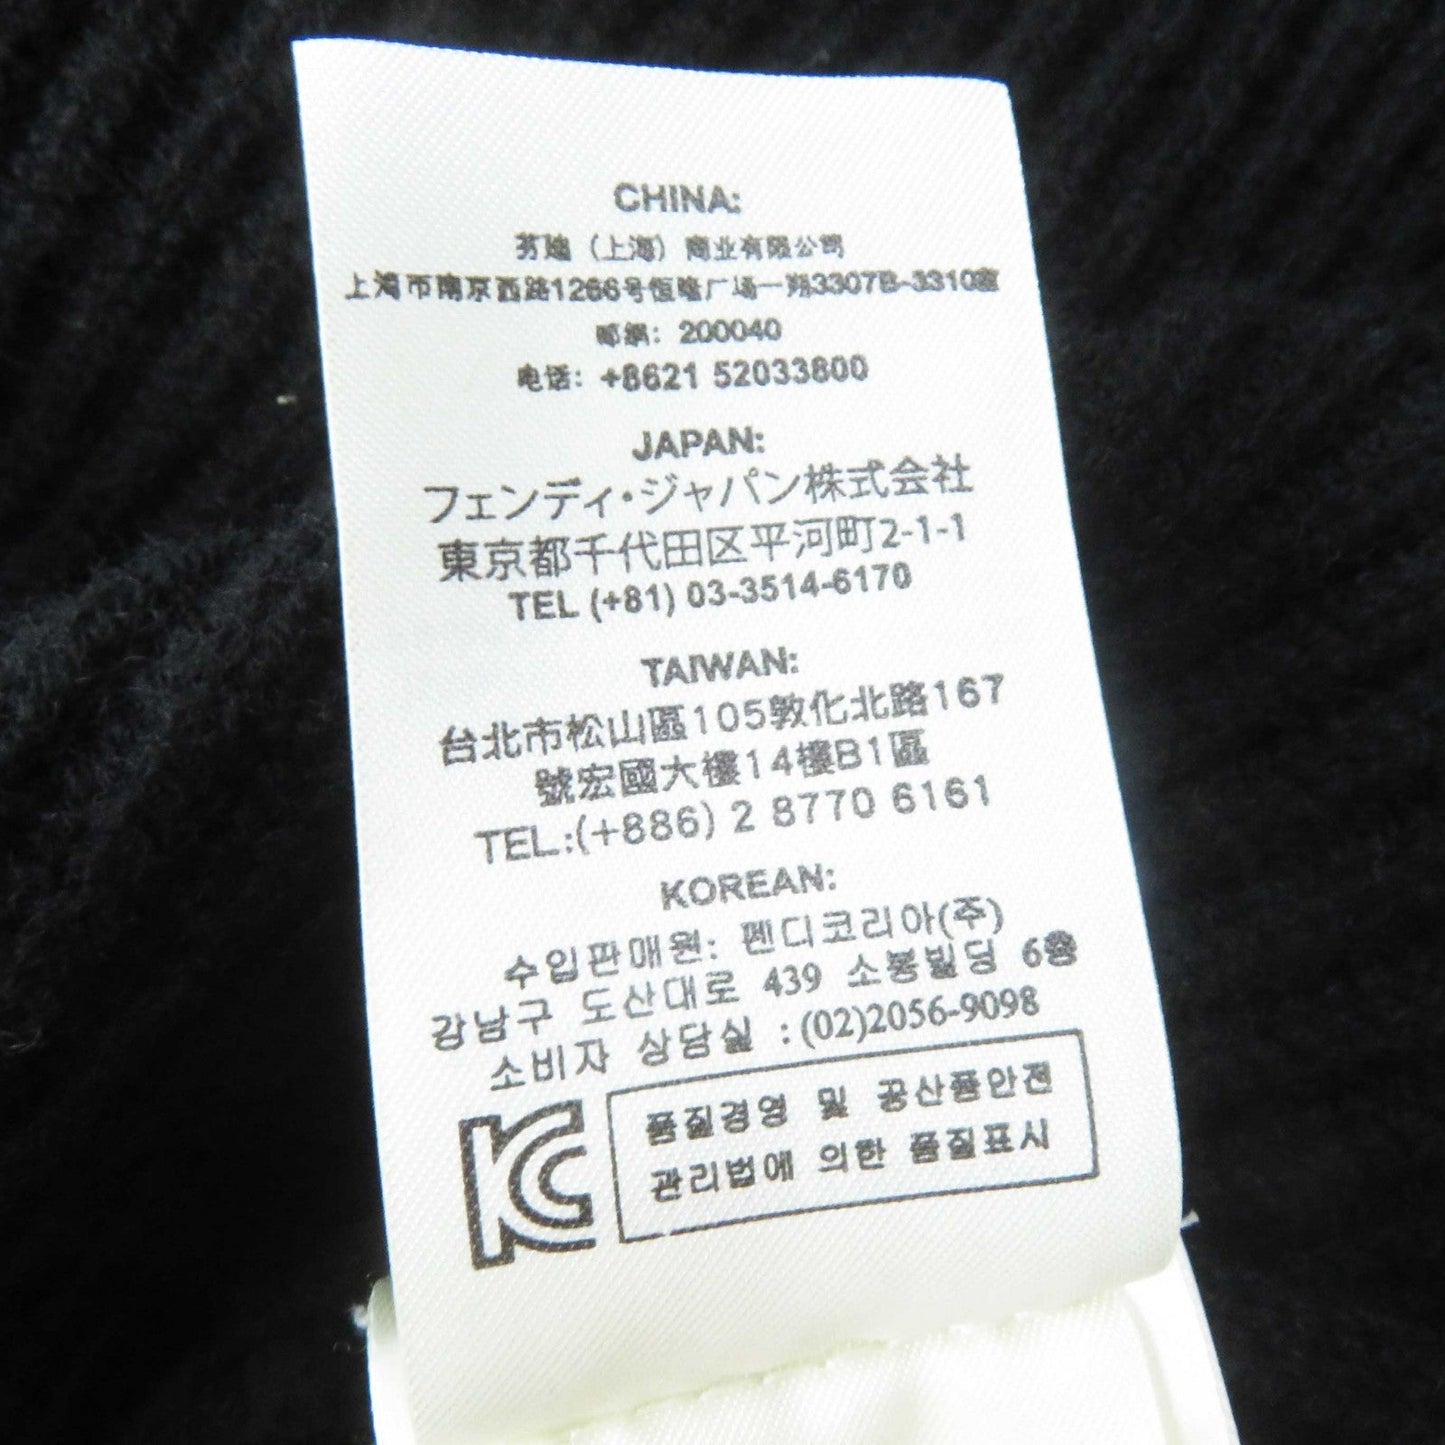 CHINA:
芬迪（上海）商业有限公司
上海市南京西路1266号恒隆广场一期3307B-3310室
邮编: 200040
电话: +8621 52033800
JAPAN:
フェンディ・ジャパン株式会社
東京都千代田区平河町2-1-1
TEL (+81) 03-3514-6170
TAIWAN:
台北市松山區105敦化北路167
號宏國大樓14樓B1區
TEL.:(+886) 2 8770 6161
KOREAN:
수입판매원: 펜디코리아(주)
강남구 도산대로 439 소봉빌딩 6층
소비자 상담실 :(02)2056-9098
KC
품질경영 및 공산품안전
관리법에 의한 품질표시